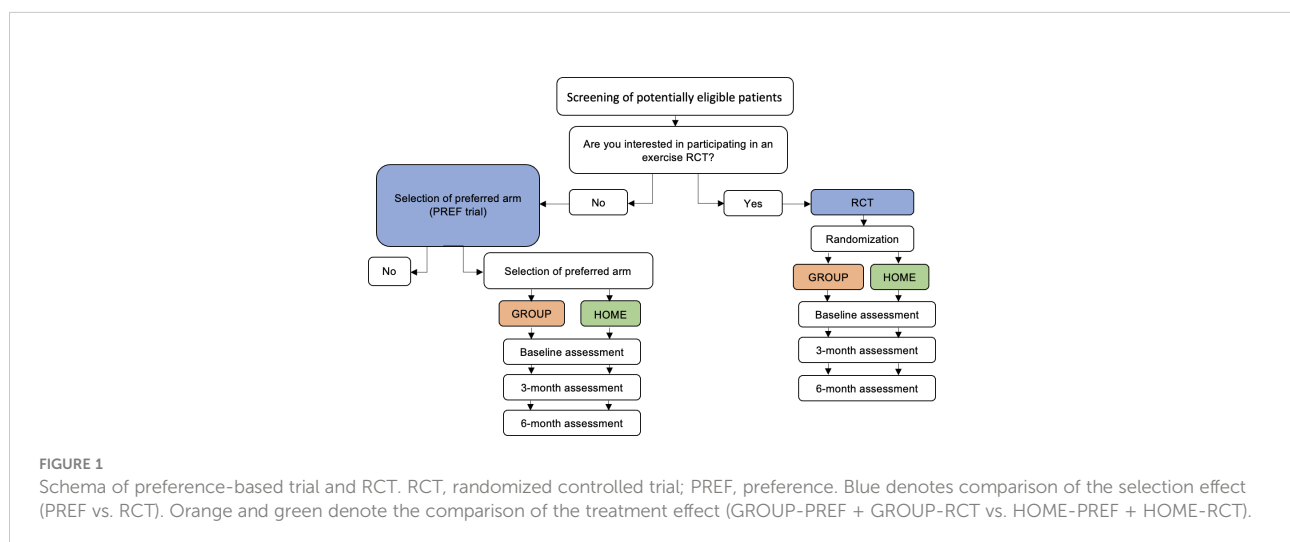 Screening of potentially eligible patients
Are you interested in participating in an
exercise RCT?
Selection of preferred arm
(PREF trial)
No
Yes
RCT
Randomization
No
Selection of preferred arm
GROUP
HOME
GROUP
HOME
Baseline assessment
3-month assessment
6-month assessment
Baseline assessment
3-month assessment
6-month assessment
FIGURE 1
Schema of preference-based trial and RCT. RCT, randomized controlled trial; PREF, preference. Blue denotes comparison of the selection effect
(PREF vs. RCT). Orange and green denote the comparison of the treatment effect (GROUP-PREF + GROUP-RCT vs. HOME-PREF + HOME-RCT).